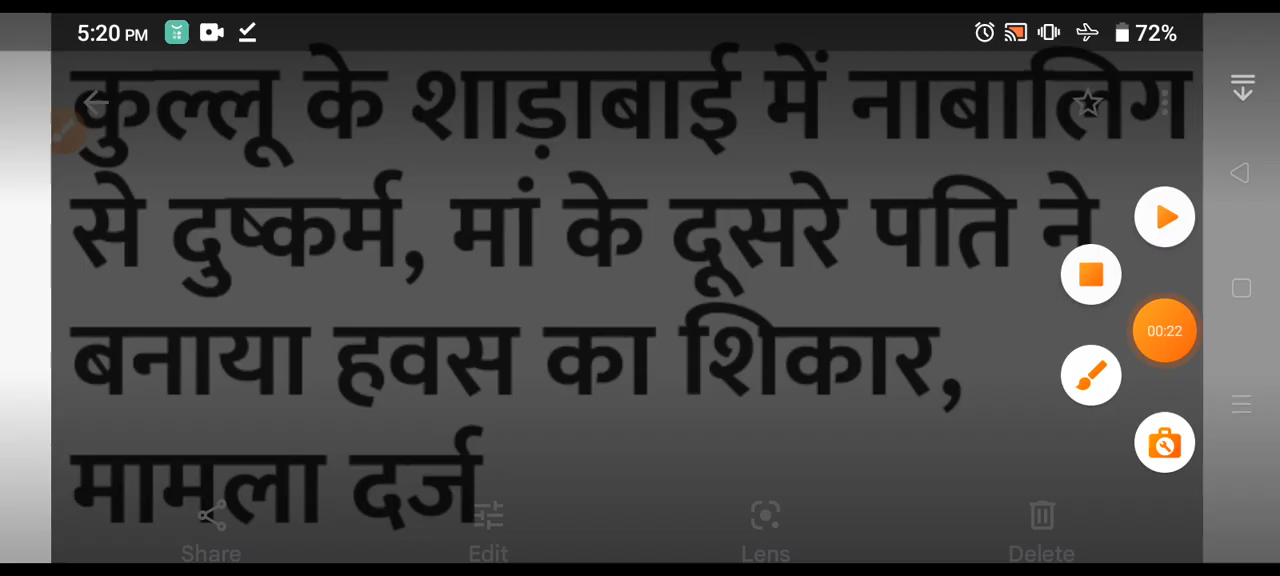 5:20 PM 72%
कुल्लू के शाड़ाबाई में नाबालिग
से दुष्कर्म, मां के दूसरे पति ने
बनाया हवस का शिकार,
00:22
मामला दर्ज
Share Edit Lens Delete